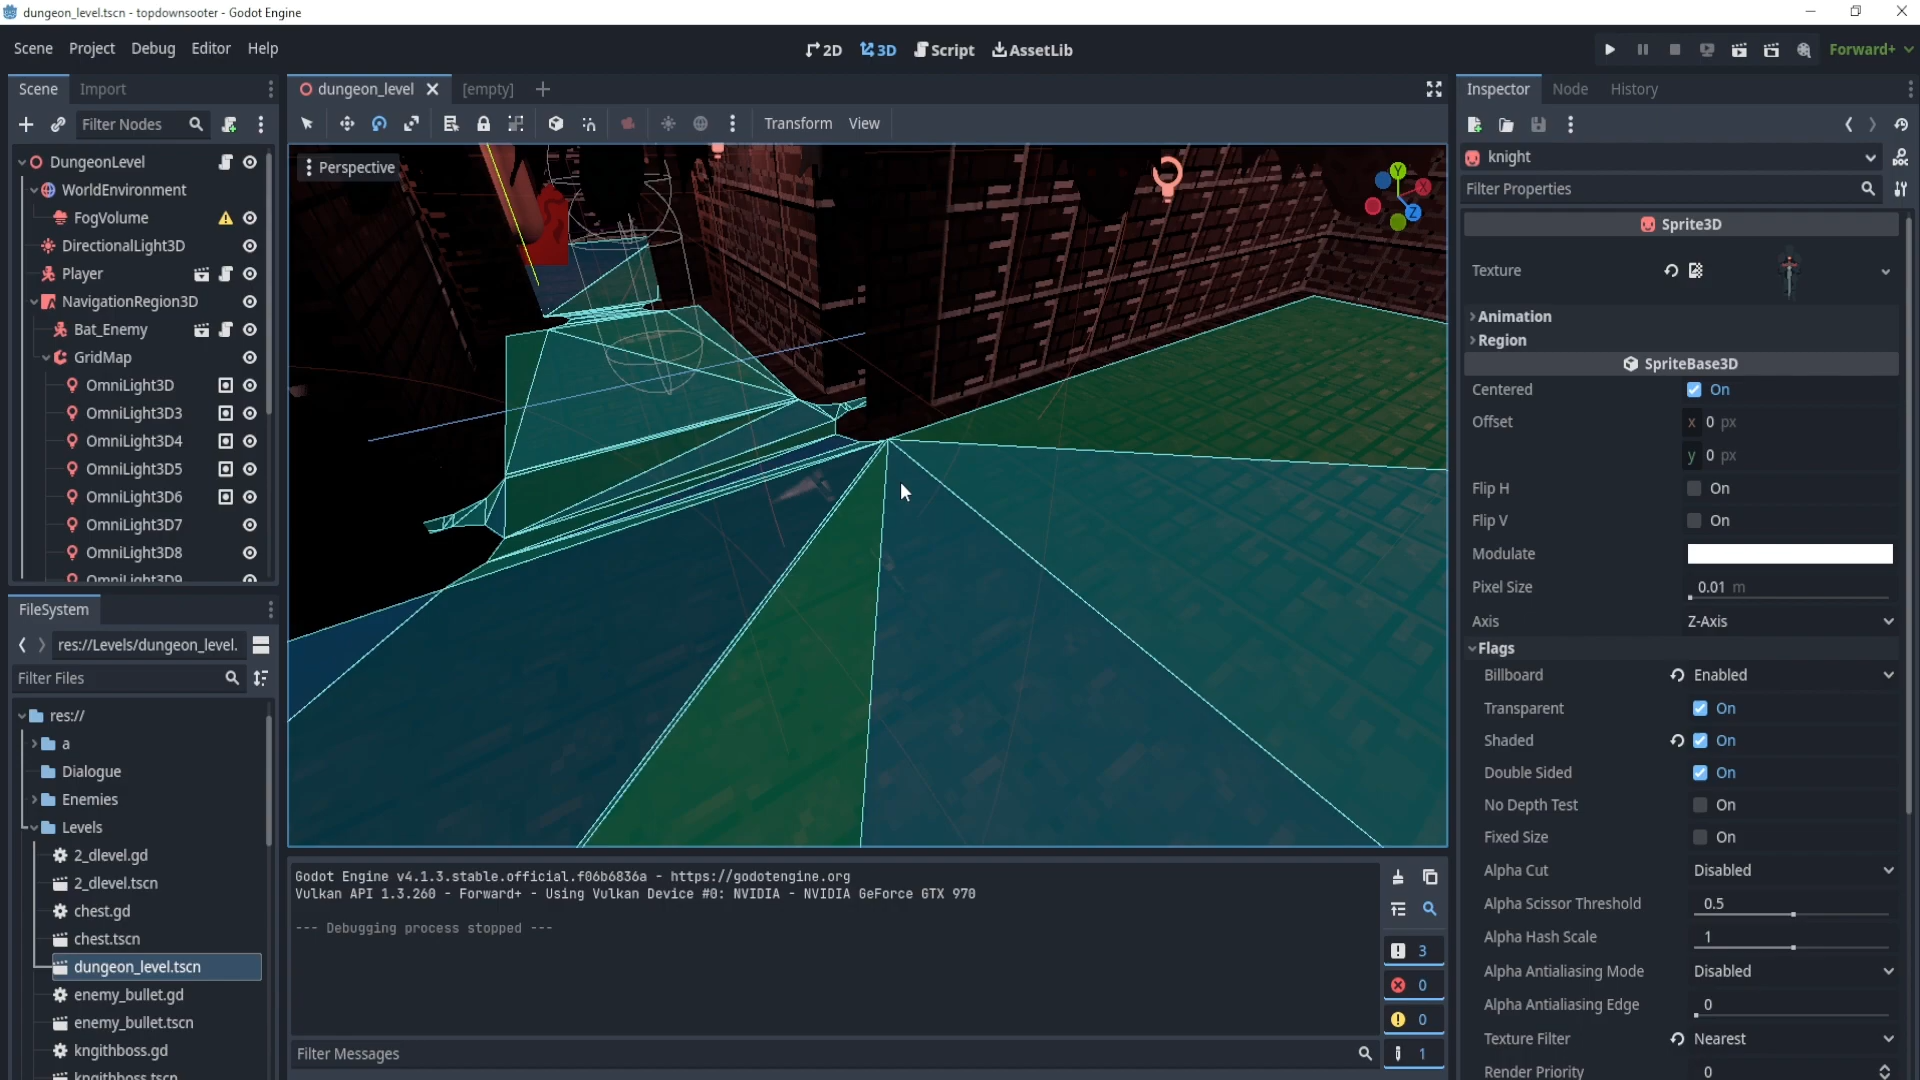 dungeon_level.tscn - topdownsooter - Godot Engine
Scene Project Debug Editor Help
2D 3D Script AssetLib
Forward+
Scene Import
dungeon_level [empty]
Inspector Node History
Filter Nodes
Transform View
DungeonLevel
WorldEnvironment
FogVolume
DirectionalLight3D
Player
NavigationRegion3D
Bat_Enemy
GridMap
OmniLight3D
OmniLight3D3
OmniLight3D4
OmniLight3D5
OmniLight3D6
OmniLight3D7
OmniLight3D8
OmniLight3D9
FileSystem
res://Levels/dungeon_level.
Filter Files
res://
a
Dialogue
Enemies
Levels
2_dlevel.gd
2_dlevel.tscn
chest.gd
chest.tscn
dungeon_level.tscn
enemy_bullet.gd
enemy_bullet.tscn
kngithboss.gd
kngithboss.tscn
Perspective
Y
X
Z
Godot Engine v4.1.3.stable.official.f06b6836a - https://godotengine.org
Vulkan API 1.3.260 - Forward+ - Using Vulkan Device #0: NVIDIA - NVIDIA GeForce GTX 970
--- Debugging process stopped ---
Filter Messages
3
0
0
1
knight
Filter Properties
Sprite3D
Texture
Animation
Region
SpriteBase3D
Centered On
Offset x 0 px
y 0 px
Flip H On
Flip V On
Modulate
Pixel Size 0.01 m
Axis Z-Axis
Flags
Billboard Enabled
Transparent On
Shaded On
Double Sided On
No Depth Test On
Fixed Size On
Alpha Cut Disabled
Alpha Scissor Threshold 0.5
Alpha Hash Scale 1
Alpha Antialiasing Mode Disabled
Alpha Antialiasing Edge 0
Texture Filter Nearest
Render Priority 0